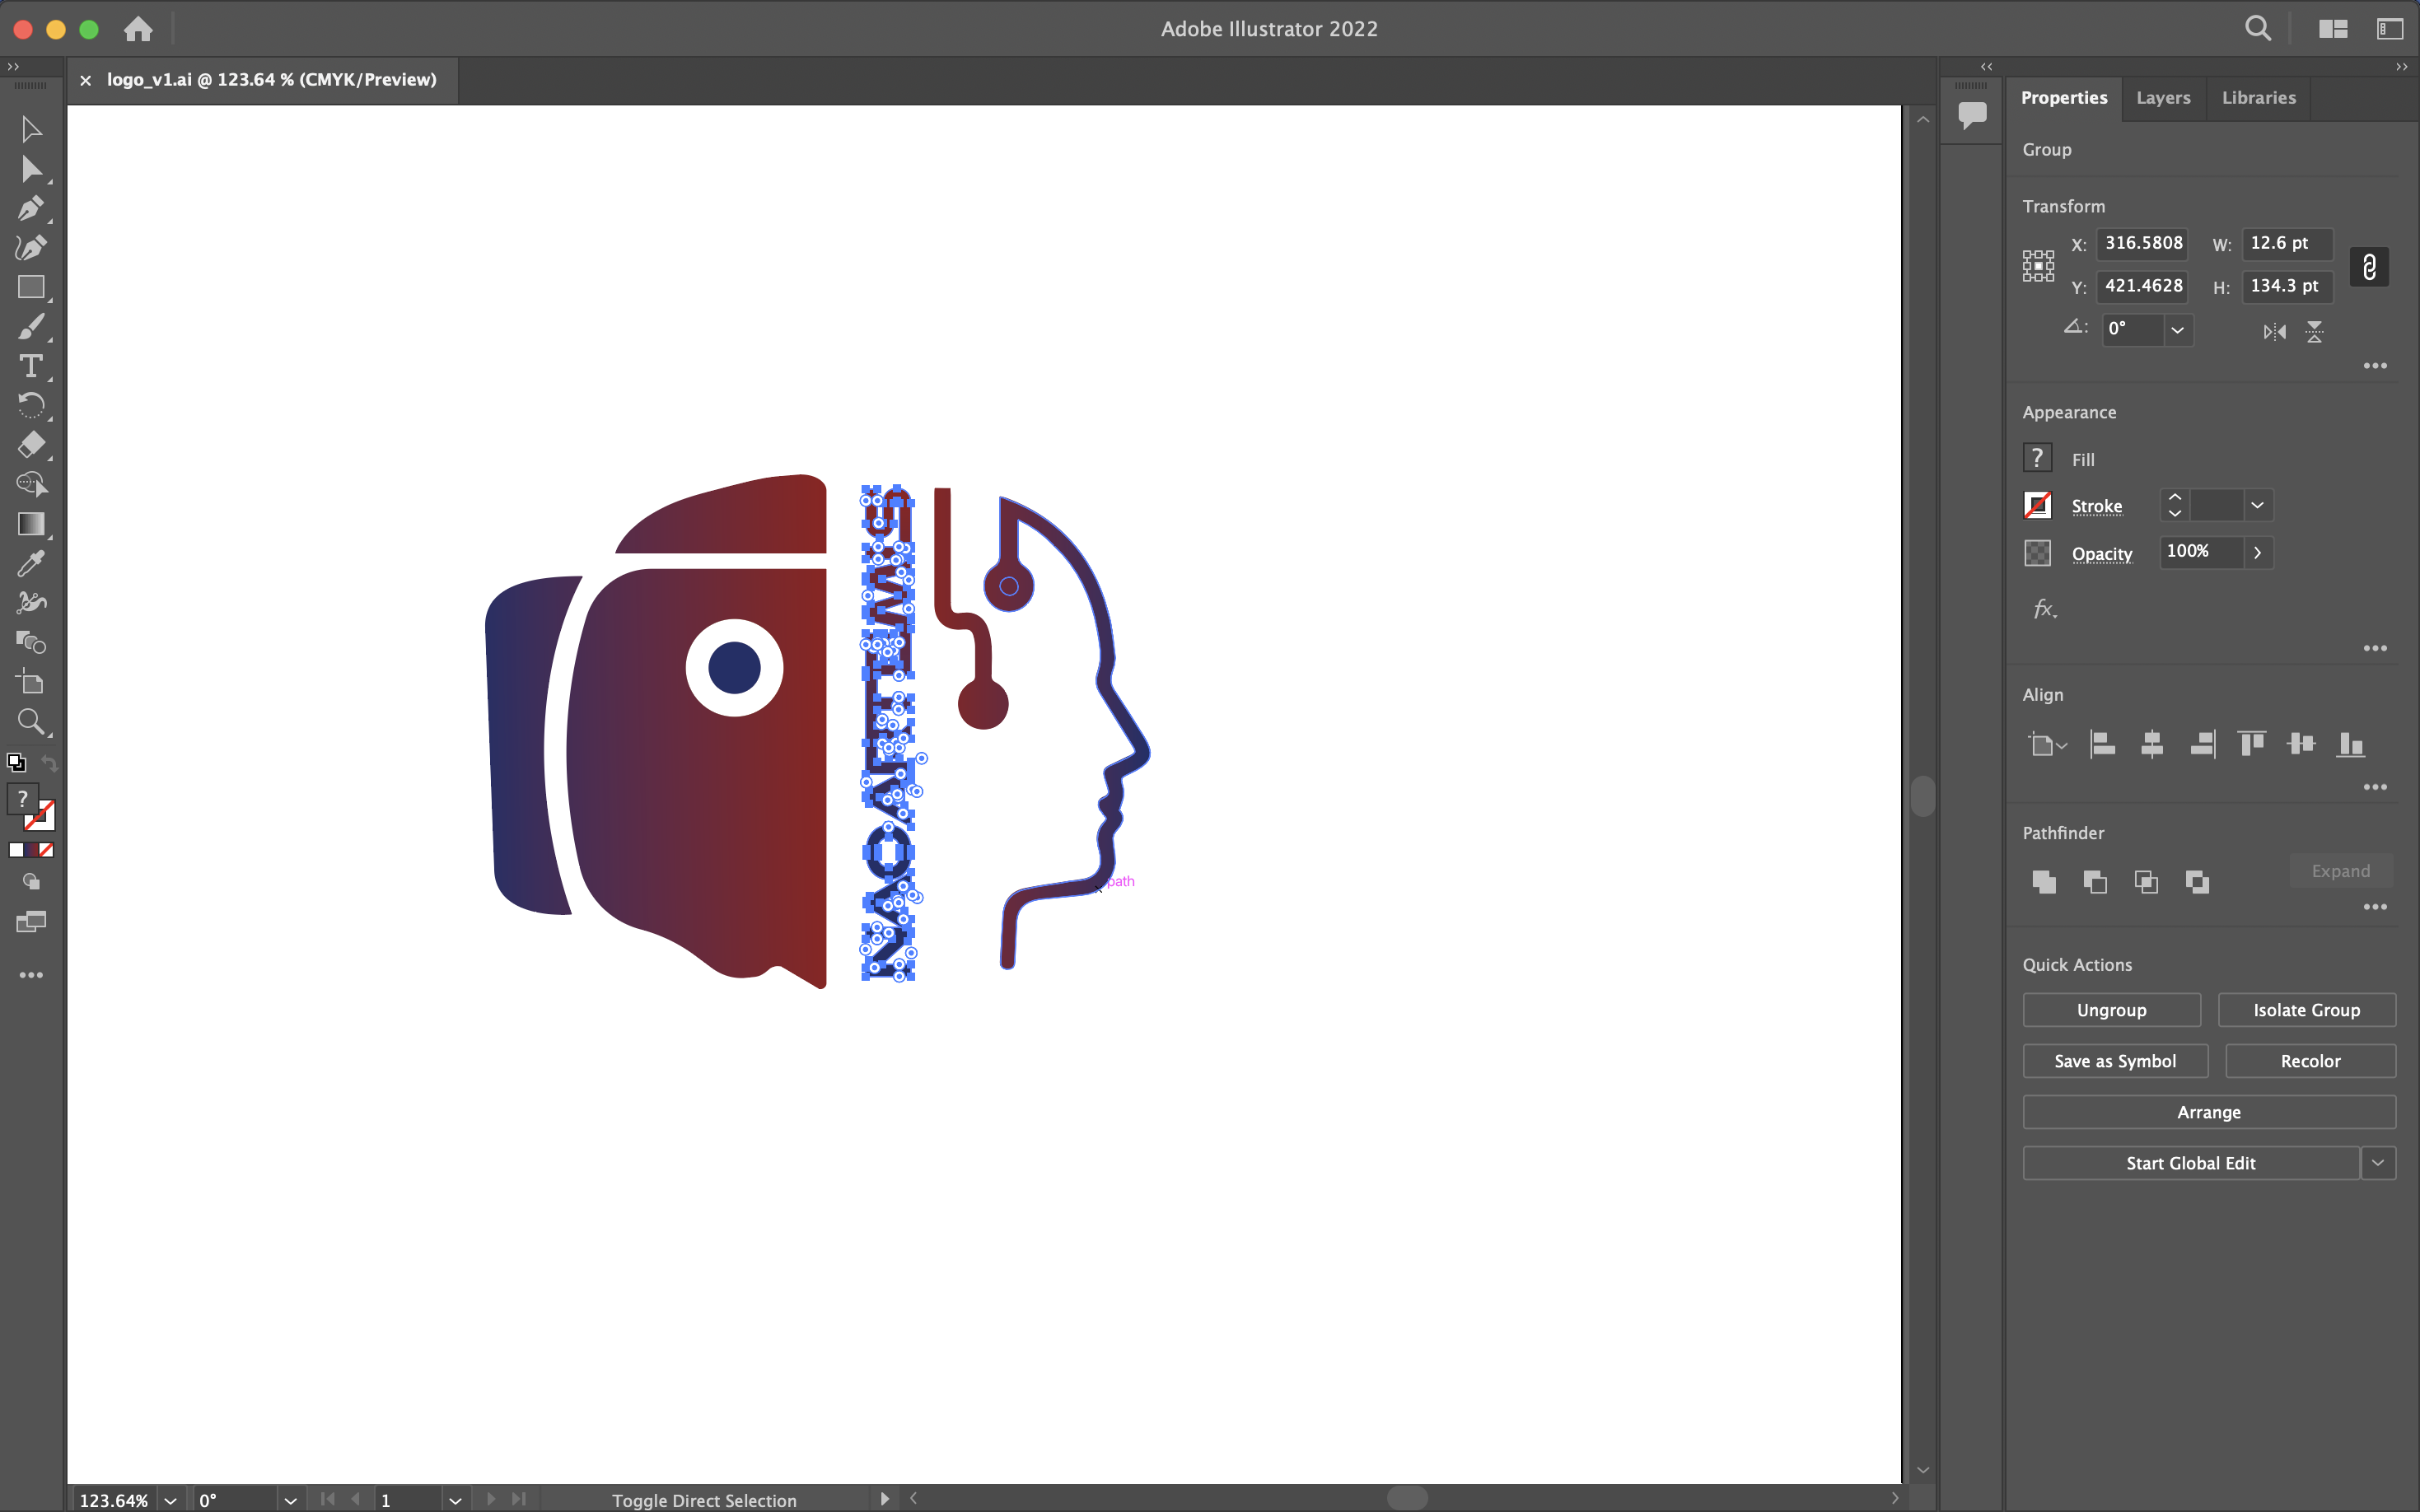 Adobe Illustrator 2022
× logo_v1.ai @ 123.64 % (CMYK/Preview)
Properties Layers Libraries
Group
Transform
X: 316.5808 W: 12.6 pt
Y: 421.4628 H: 134.3 pt
0°
Appearance
? Fill
Stroke
Opacity 100%
fx.
Align
Pathfinder
Expand
Quick Actions
Ungroup Isolate Group
Save as Symbol Recolor
Arrange
Start Global Edit
path
?
123.64% 0° 1 Toggle Direct Selection